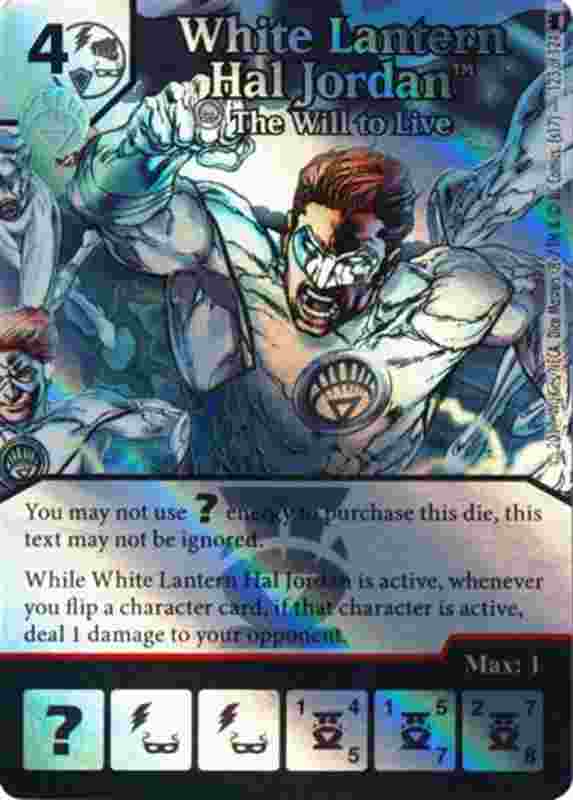 4
White Lantern
Hal Jordan™
The Will to Live
You may not use ? energy to purchase this die, this
text may not be ignored.
While White Lantern Hal Jordan is active, whenever
you flip a character card, if that character is active,
deal 1 damage to your opponent.
Max: 1
?
1 4
5
1 5
7
2 7
8